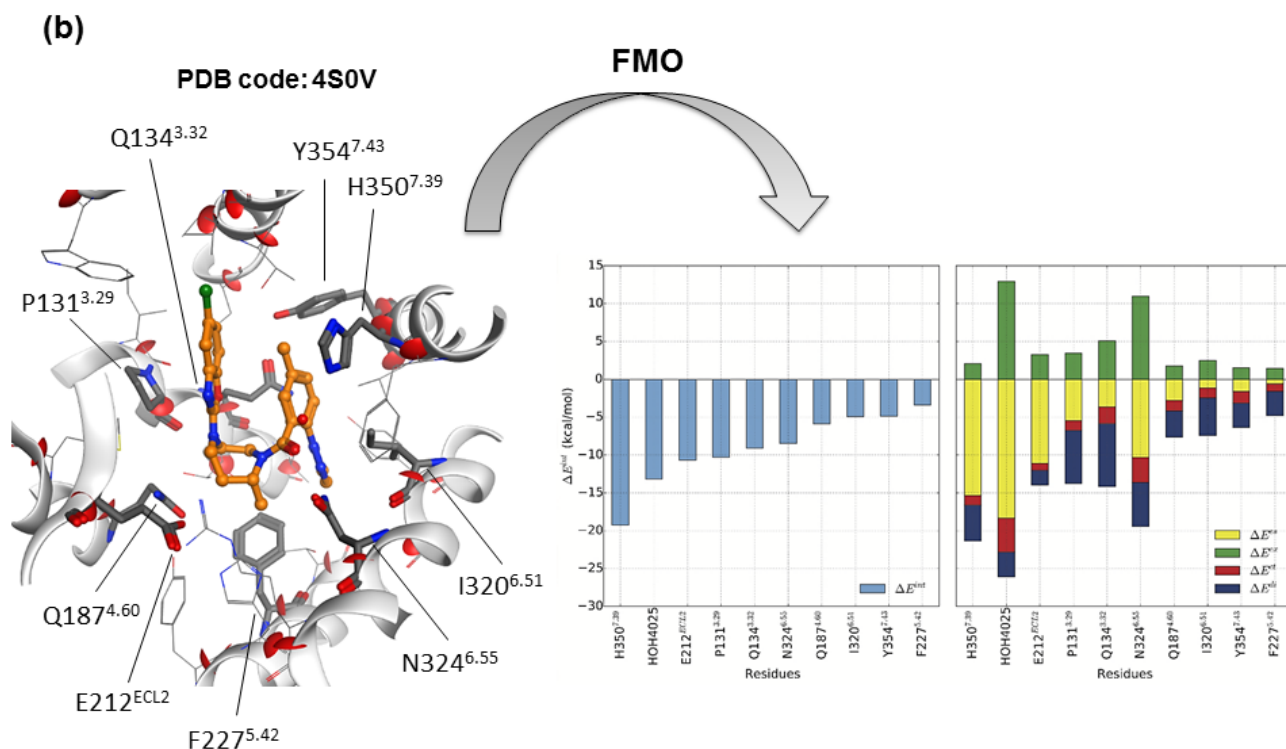 (b)
PDB code: 4S0V
FMO
Q134^3.32
Y354^7.43
H350^7.39
P131^3.29
Q187^4.60
I320^6.51
N324^6.55
E212^ECL2
F227^5.42
15
10
5
0
−5
−10
−15
−20
−25
−30
ΔE^int (kcal/mol)
ΔE^int
ΔE^es
ΔE^ex
ΔE^ct
ΔE^di
H350^7.39
HOH4025
E212^ECL2
P131^3.29
Q134^3.32
N324^6.55
Q187^4.60
I320^6.51
Y354^7.43
F227^5.42
Residues
H350^7.39
HOH4025
E212^ECL2
P131^3.29
Q134^3.32
N324^6.55
Q187^4.60
I320^6.51
Y354^7.43
F227^5.42
Residues